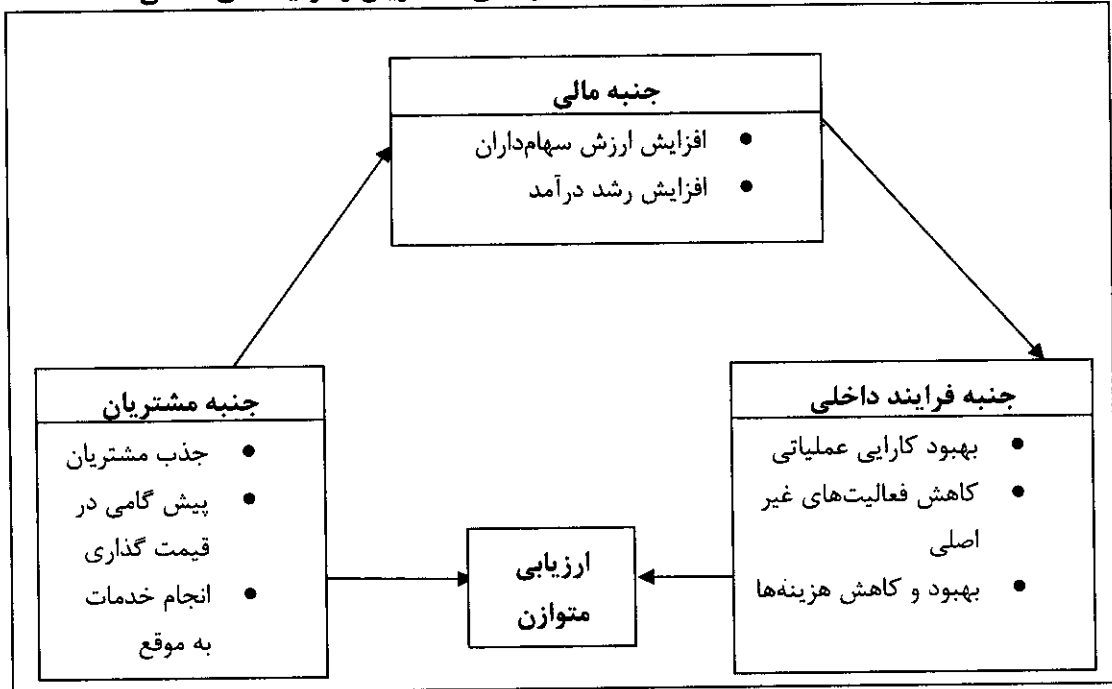 جنبه مالی
● افزایش ارزش سهام‌داران
● افزایش رشد درآمد
جنبه فرایند داخلی
● بهبود کارایی عملیاتی
● کاهش فعالیت‌های غیر
اصلی
● بهبود و کاهش هزینه‌ها
ارزیابی
متوازن
جنبه مشتریان
● جذب مشتریان
● پیش گامی در
قیمت گذاری
● انجام خدمات
به موقع